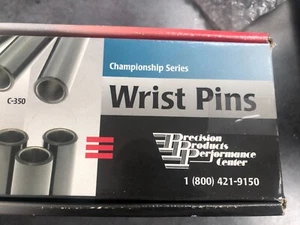 Championship Series
Wrist Pins
C-350
Precision
Products
Performance
Center
1 (800) 421-9150